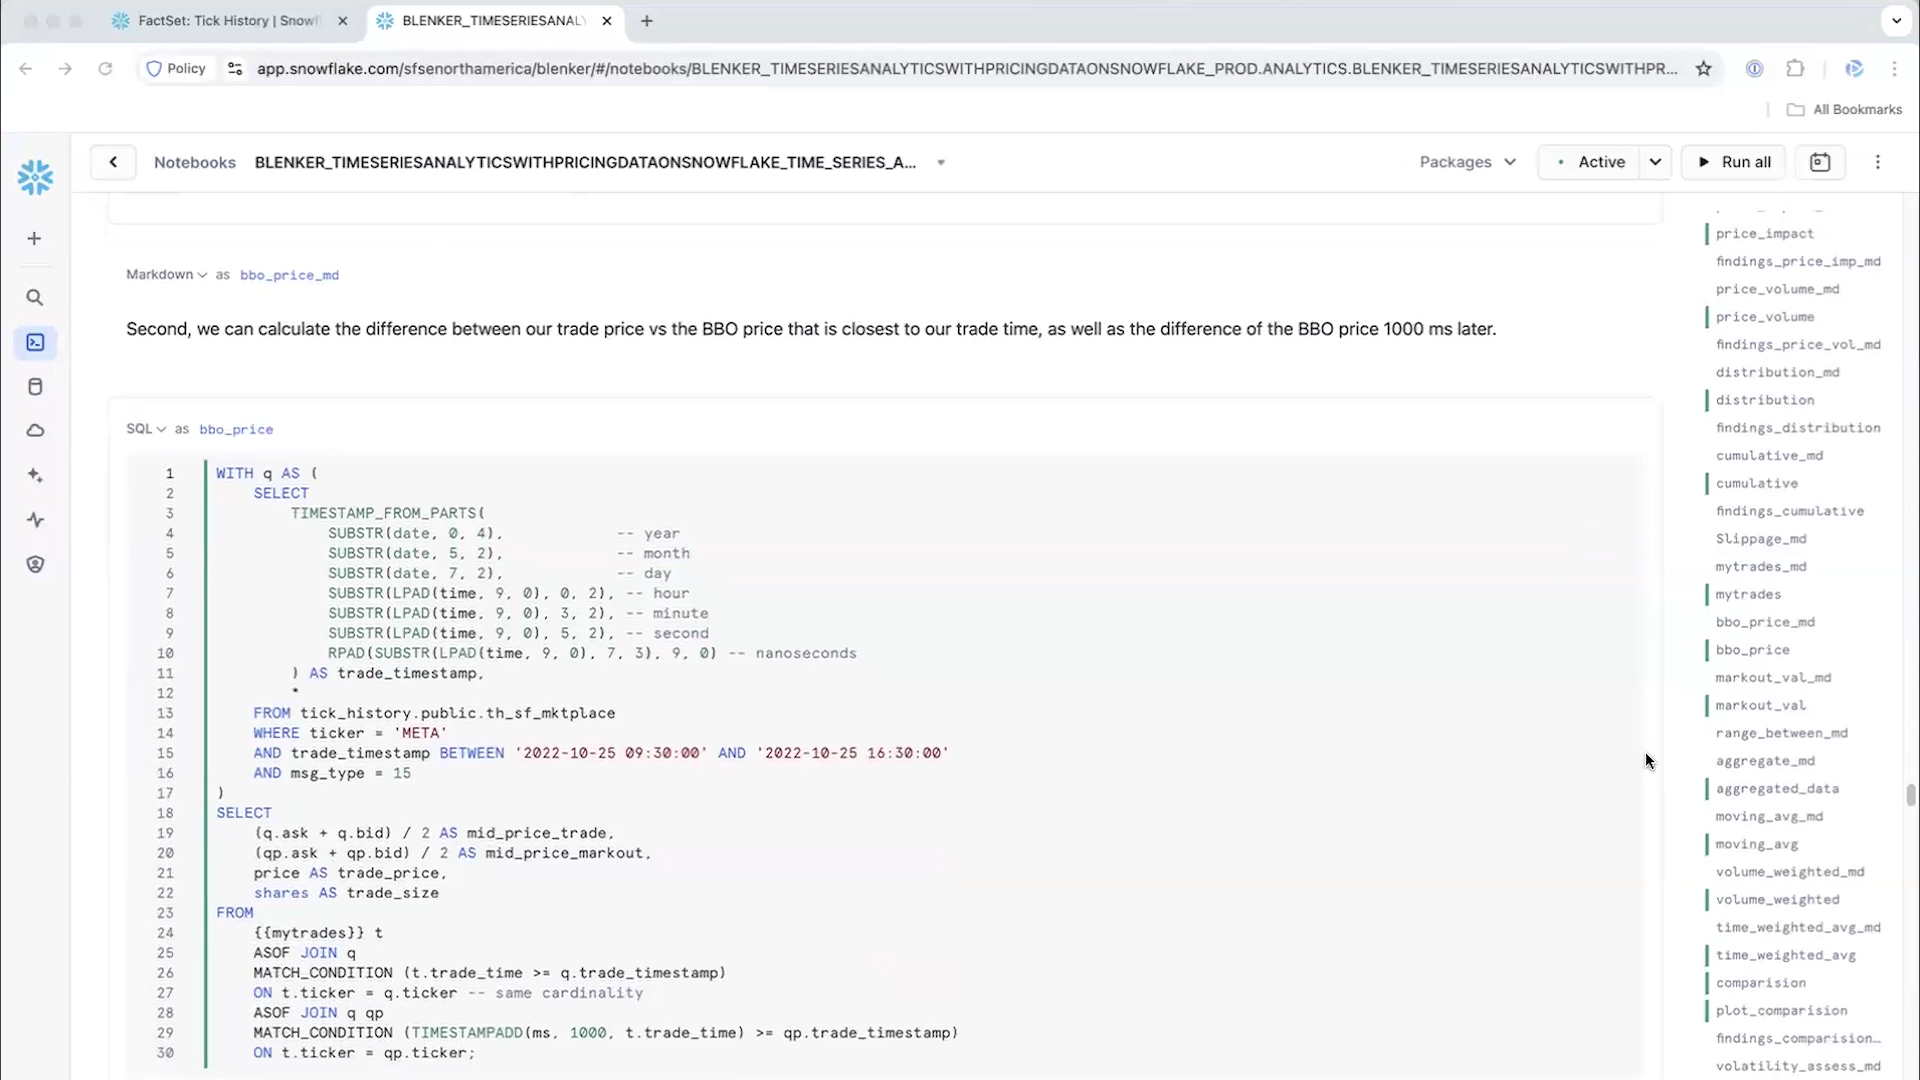 FactSet: Tick History | Snowf
BLENKER_TIMESERIESANAL
Policy
app.snowflake.com/sfsenorthamerica/blenker/#/notebooks/BLENKER_TIMESERIESANALYTICSWITHPRICINGDATAONSNOWFLAKE_PROD.ANALYTICS.BLENKER_TIMESERIESANALYTICSWITHPR...
All Bookmarks
Notebooks
BLENKER_TIMESERIESANALYTICSWITHPRICINGDATAONSNOWFLAKE_TIME_SERIES_A...
Packages
Active
Run all
Markdown as bbo_price_md
Second, we can calculate the difference between our trade price vs the BBO price that is closest to our trade time, as well as the difference of the BBO price 1000 ms later.
SQL as bbo_price
1 WITH q AS (
2 SELECT
3 TIMESTAMP_FROM_PARTS(
4 SUBSTR(date, 0, 4), -- year
5 SUBSTR(date, 5, 2), -- month
6 SUBSTR(date, 7, 2), -- day
7 SUBSTR(LPAD(time, 9, 0), 0, 2), -- hour
8 SUBSTR(LPAD(time, 9, 0), 3, 2), -- minute
9 SUBSTR(LPAD(time, 9, 0), 5, 2), -- second
10 RPAD(SUBSTR(LPAD(time, 9, 0), 7, 3), 9, 0) -- nanoseconds
11 ) AS trade_timestamp,
12 *
13 FROM tick_history.public.th_sf_mktplace
14 WHERE ticker = 'META'
15 AND trade_timestamp BETWEEN '2022-10-25 09:30:00' AND '2022-10-25 16:30:00'
16 AND msg_type = 15
17 )
18 SELECT
19 (q.ask + q.bid) / 2 AS mid_price_trade,
20 (qp.ask + qp.bid) / 2 AS mid_price_markout,
21 price AS trade_price,
22 shares AS trade_size
23 FROM
24 {{mytrades}} t
25 ASOF JOIN q
26 MATCH_CONDITION (t.trade_time >= q.trade_timestamp)
27 ON t.ticker = q.ticker -- same cardinality
28 ASOF JOIN q qp
29 MATCH_CONDITION (TIMESTAMPADD(ms, 1000, t.trade_time) >= qp.trade_timestamp)
30 ON t.ticker = qp.ticker;
price_impact
findings_price_imp_md
price_volume_md
price_volume
findings_price_vol_md
distribution_md
distribution
findings_distribution
cumulative_md
cumulative
findings_cumulative
Slippage_md
mytrades_md
mytrades
bbo_price_md
bbo_price
markout_val_md
markout_val
range_between_md
aggregate_md
aggregated_data
moving_avg_md
moving_avg
volume_weighted_md
volume_weighted
time_weighted_avg_md
time_weighted_avg
comparision
plot_comparision
findings_comparision...
volatility_assess_md